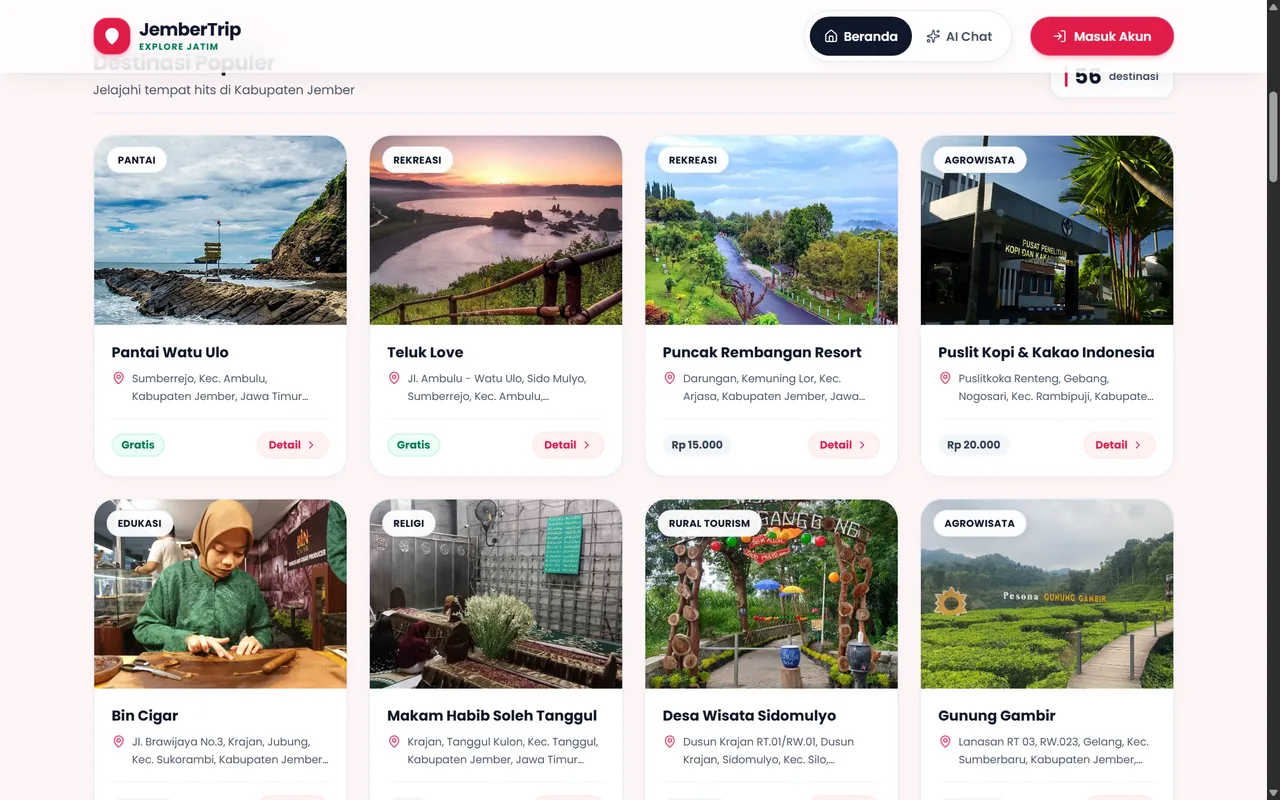 JemberTrip
EXPLORE JATIM
Beranda
AI Chat
Masuk Akun
Destinasi Populer
Jelajahi tempat hits di Kabupaten Jember
56 destinasi
PANTAI
REKREASI
REKREASI
AGROWISATA
PUSAT PENELITIAN
KOPI DAN KAKAO INDONESIA
Pantai Watu Ulo
Sumberrejo, Kec. Ambulu,
Kabupaten Jember, Jawa Timur...
Gratis
Detail
Teluk Love
Jl. Ambulu - Watu Ulo, Sido Mulyo,
Sumberrejo, Kec. Ambulu,...
Gratis
Detail
Puncak Rembangan Resort
Darungan, Kemuning Lor, Kec.
Arjasa, Kabupaten Jember, Jawa...
Rp 15.000
Detail
Puslit Kopi & Kakao Indonesia
Puslitkoka Renteng, Gebang,
Nogosari, Kec. Rambipuji, Kabupate...
Rp 20.000
Detail
EDUKASI
RELIGI
RURAL TOURISM
AGROWISATA
Pesona GUNUNG GAMBIR
Bin Cigar
Jl. Brawijaya No.3, Krajan, Jubung,
Kec. Sukorambi, Kabupaten Jember...
Makam Habib Soleh Tanggul
Krajan, Tanggul Kulon, Kec. Tanggul,
Kabupaten Jember, Jawa Timur...
Desa Wisata Sidomulyo
Dusun Krajan RT.01/RW.01, Dusun
Krajan, Sidomulyo, Kec. Silo,...
Gunung Gambir
Lanasan RT 03, RW.023, Gelang, Kec.
Sumberbaru, Kabupaten Jember,...